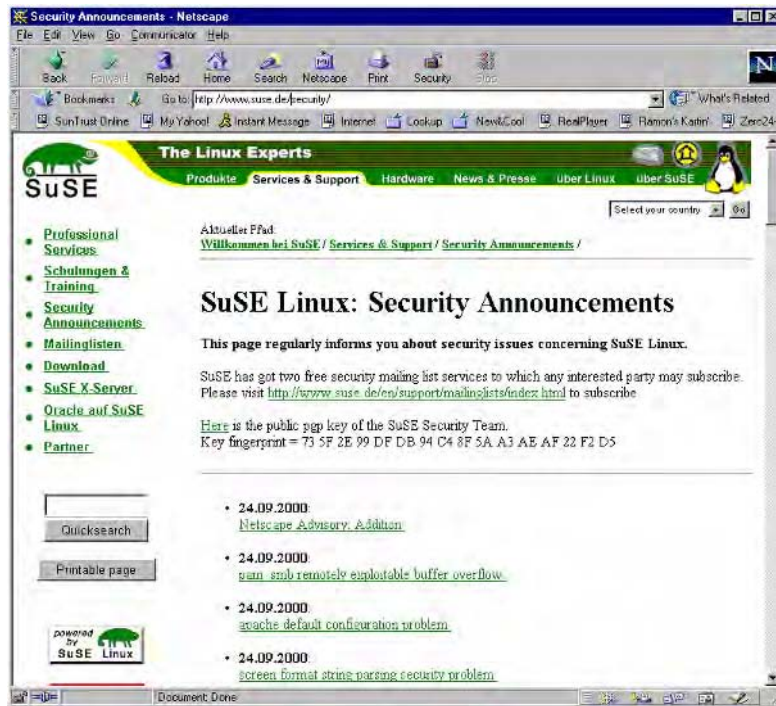 Security Announcements - Netscape
File Edit View Go Communicator Help
Back Forward Reload Home Search Netscape Print Security Stop
Bookmarks Go to: http://www.suse.de/security/ What's Related
SunTrust Online My Yahoo! Instant Message Internet Lookup New&Cool RealPlayer
The Linux Experts
SuSE
Produkte Services & Support Hardware News & Presse über Linux über SuSE
Select your country Go
Aktueller Pfad:
Willkommen bei SuSE / Services & Support / Security Announcements /
Professional
Services
Schulungen &
Training
Security
Announcements
Mailinglisten
Download
SuSE X-Server
Oracle auf SuSE
Linux
Partner
Quicksearch
Printable page
powered
by
SuSE Linux
SuSE Linux: Security Announcements
This page regularly informs you about security issues concerning SuSE Linux.
SuSE has got two free security mailing list services to which any interested party may subscribe.
Please visit http://www.suse.de/en/support/mailinglists/index.html to subscribe
Here is the public pgp key of the SuSE Security Team.
Key fingerprint = 73 5F 2E 99 DF DB 94 C4 8F 5A A3 AE AF 22 F2 D5
• 24.09.2000:
Netscape Advisory, Addition
• 24.09.2000:
pam_smb remotely exploitable buffer overflow
• 24.09.2000:
apache default configuration problem
• 24.09.2000:
screen format string parsing security problem
Document: Done